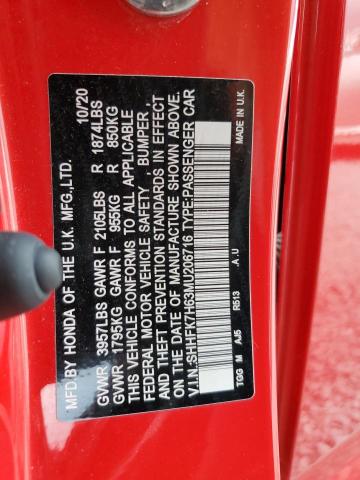 MFD.BY HONDA OF THE U.K. MFG.,LTD. 10/20
GVWR 3957LBS GAWR F 2105LBS R 1874LBS
GVWR 1795KG GAWR F 955KG R 850KG
THIS VEHICLE CONFORMS TO ALL APPLICABLE
FEDERAL MOTOR VEHICLE SAFETY , BUMPER ,
AND THEFT PREVENTION STANDARDS IN EFFECT
ON THE DATE OF MANUFACTURE SHOWN ABOVE.
V.I.N.SHHFK7H63MU206716 TYPE:PASSENGER CAR
TGG M AJ5 R513 .A.U MADE IN U.K.